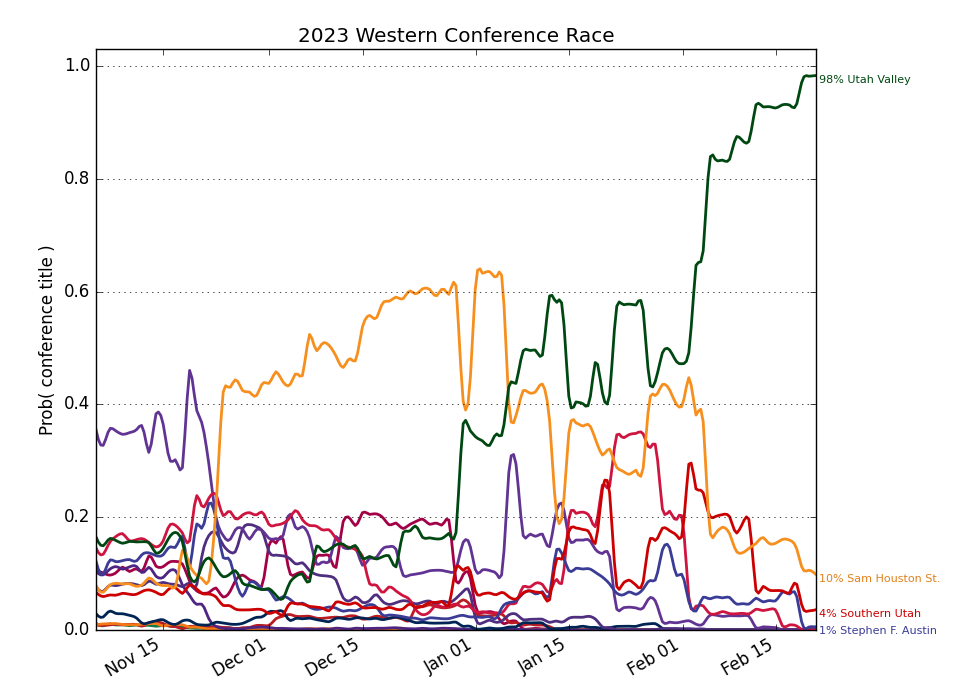 2023 Western Conference Race
Prob( conference title )
1.0
0.8
0.6
0.4
0.2
0.0
98% Utah Valley
10% Sam Houston St.
4% Southern Utah
1% Stephen F. Austin
Nov 15
Dec 01
Dec 15
Jan 01
Jan 15
Feb 01
Feb 15